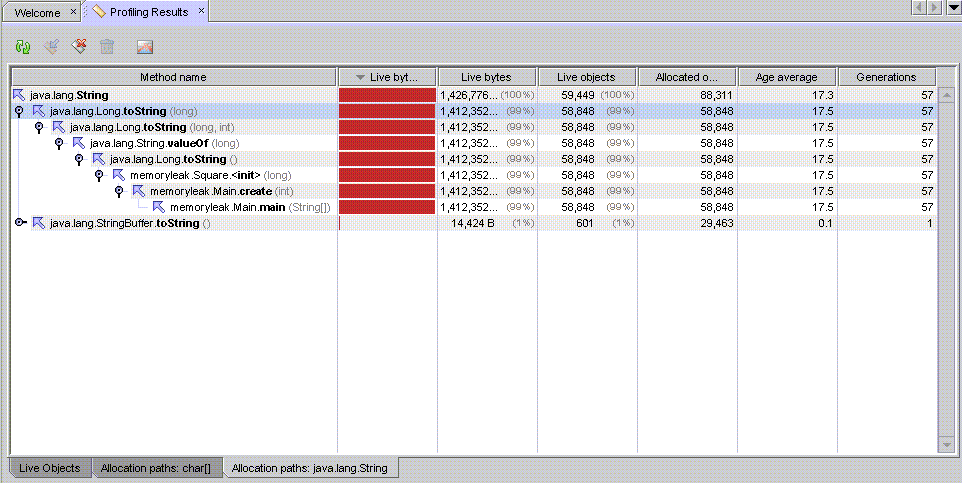 Welcome × Profiling Results ×
Method name Live byt... Live bytes Live objects Allocated o... Age average Generations
java.lang.String 1,426,776... (100%) 59,449 (100%) 88,311 17.3 57
java.lang.Long.toString (long) 1,412,352... (99%) 58,848 (99%) 58,848 17.5 57
java.lang.Long.toString (long, int) 1,412,352... (99%) 58,848 (99%) 58,848 17.5 57
java.lang.String.valueOf (long) 1,412,352... (99%) 58,848 (99%) 58,848 17.5 57
java.lang.Long.toString () 1,412,352... (99%) 58,848 (99%) 58,848 17.5 57
memoryleak.Square.<init> (long) 1,412,352... (99%) 58,848 (99%) 58,848 17.5 57
memoryleak.Main.create (int) 1,412,352... (99%) 58,848 (99%) 58,848 17.5 57
memoryleak.Main.main (String[]) 1,412,352... (99%) 58,848 (99%) 58,848 17.5 57
java.lang.StringBuffer.toString () 14,424 B (1%) 601 (1%) 29,463 0.1 1
Live Objects Allocation paths: char[] Allocation paths: java.lang.String